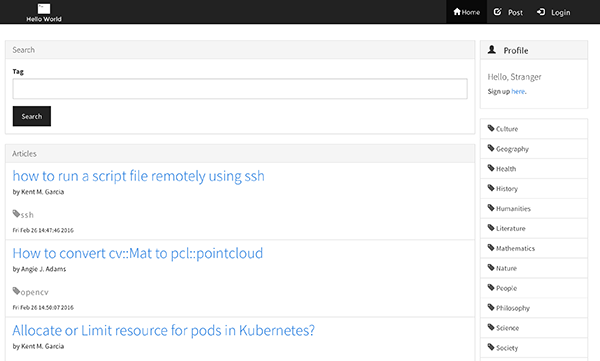 Hello World
Home Post Login
Search
Tag
Search
Articles
how to run a script file remotely using ssh
by Kent M. Garcia
ssh
Fri Feb 26 14:47:46 2016
How to convert cv::Mat to pcl::pointcloud
by Angie J. Adams
opencv
Fri Feb 26 14:50:07 2016
Allocate or Limit resource for pods in Kubernetes?
by Kent M. Garcia
Profile
Hello, Stranger
Sign up here.
Culture
Geography
Health
History
Humanities
Literature
Mathematics
Nature
People
Philosophy
Science
Society